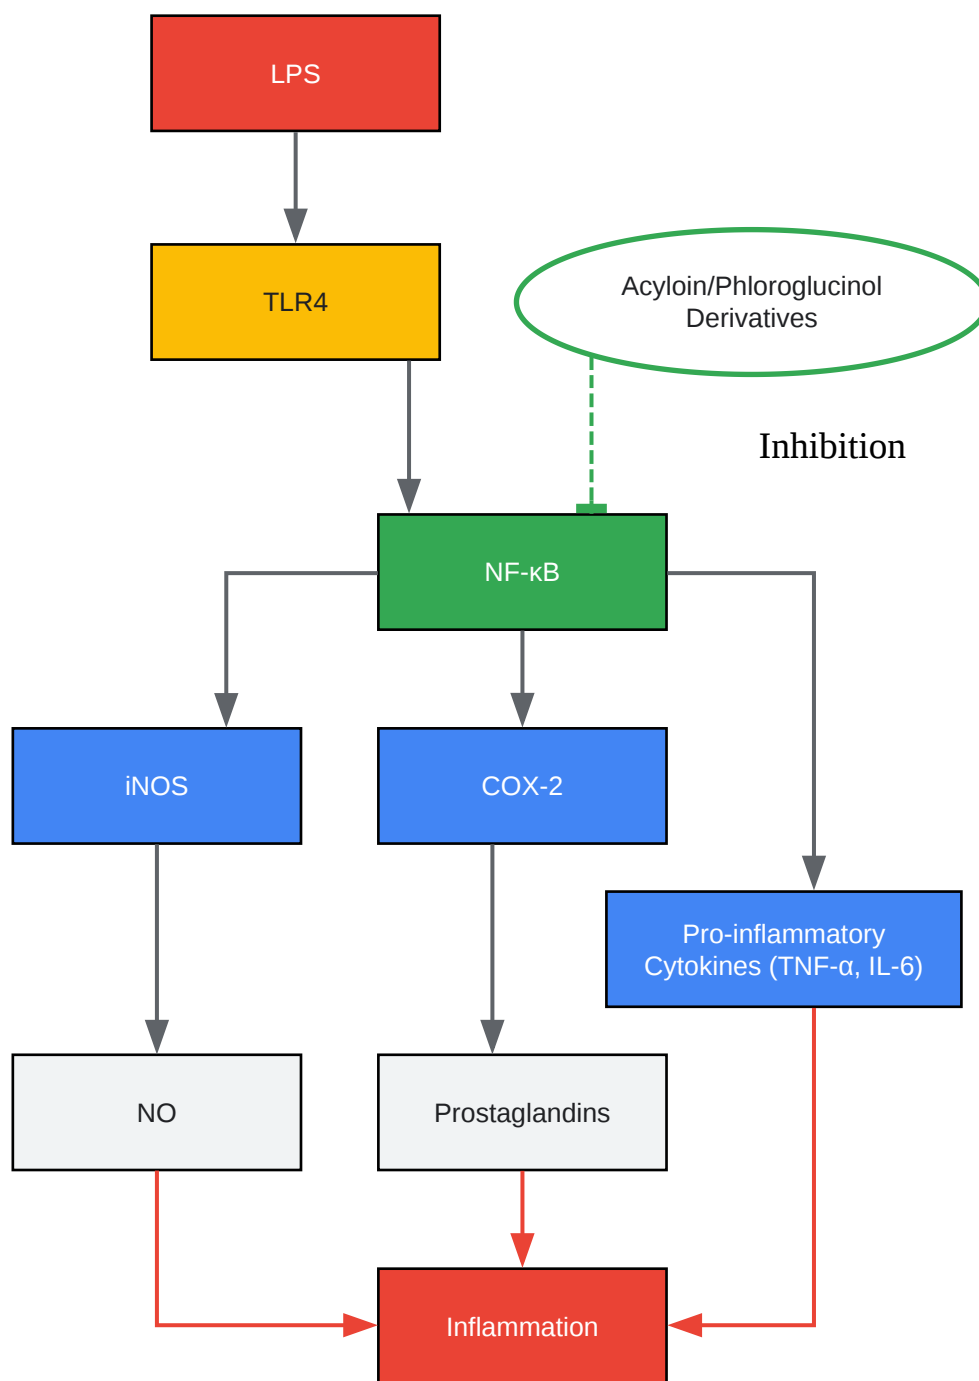 LPS
TLR4
Acyloin/Phloroglucinol
Derivatives
Inhibition
NF-κB
iNOS
COX-2
Pro-inflammatory
Cytokines (TNF-α, IL-6)
NO
Prostaglandins
Inflammation